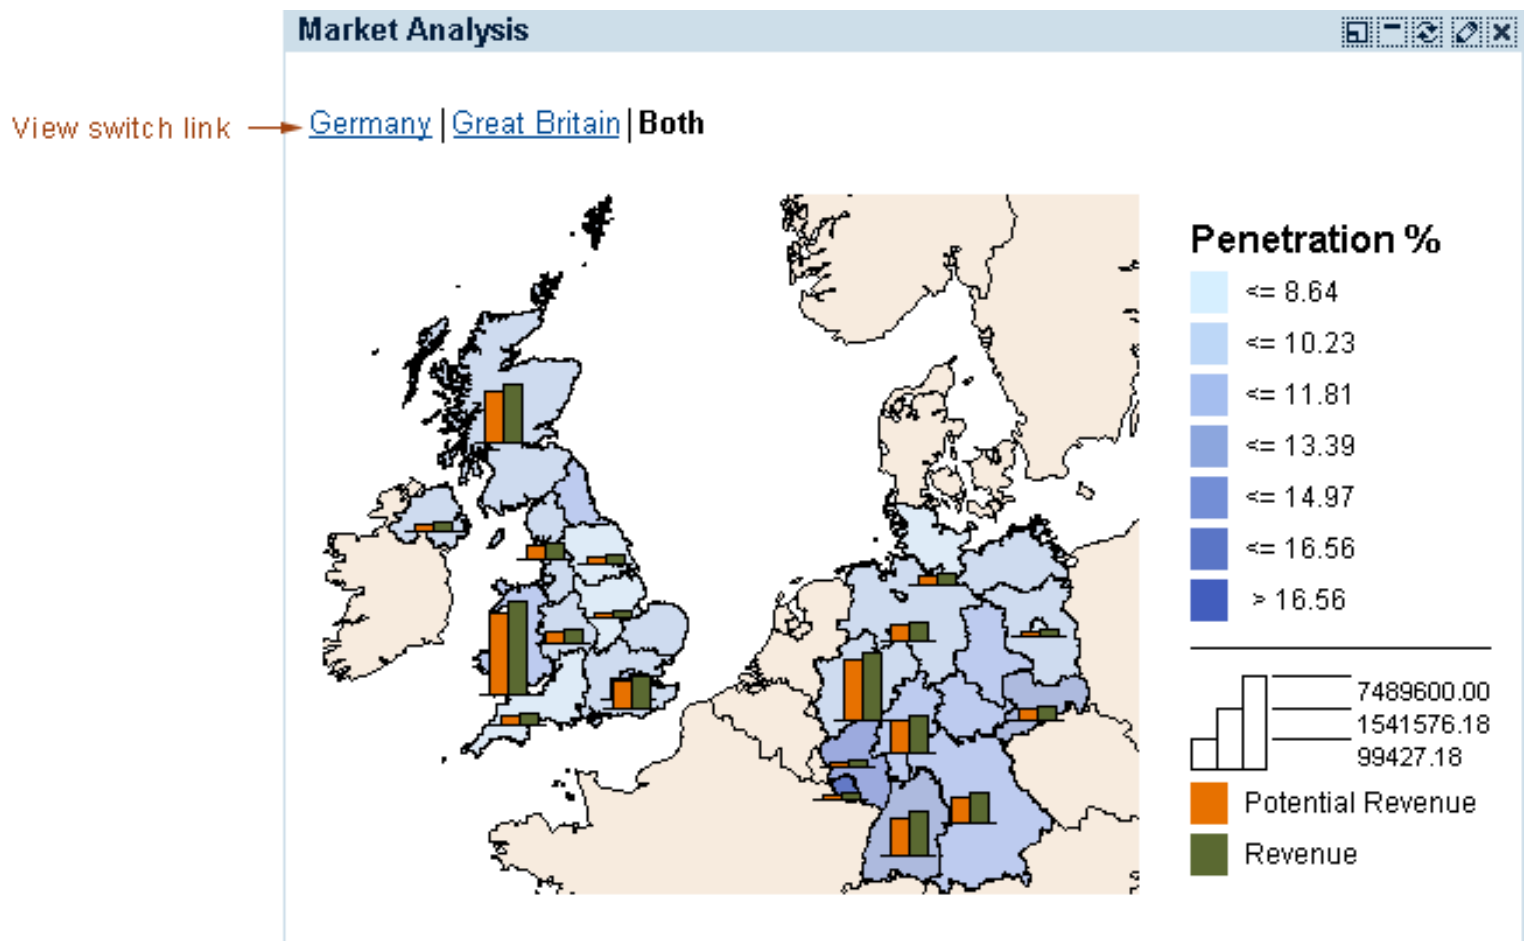 Market Analysis
View switch link
Germany | Great Britain | Both
Penetration %
<= 8.64
<= 10.23
<= 11.81
<= 13.39
<= 14.97
<= 16.56
> 16.56
7489600.00
1541576.18
99427.18
Potential Revenue
Revenue